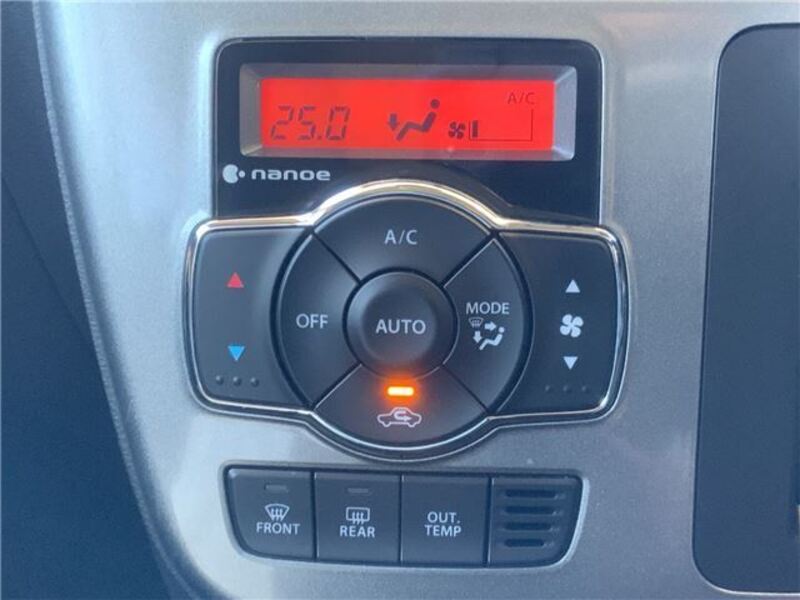 A/C
25.0
nanoe
A/C
OFF
AUTO
MODE
FRONT
REAR
OUT.
TEMP